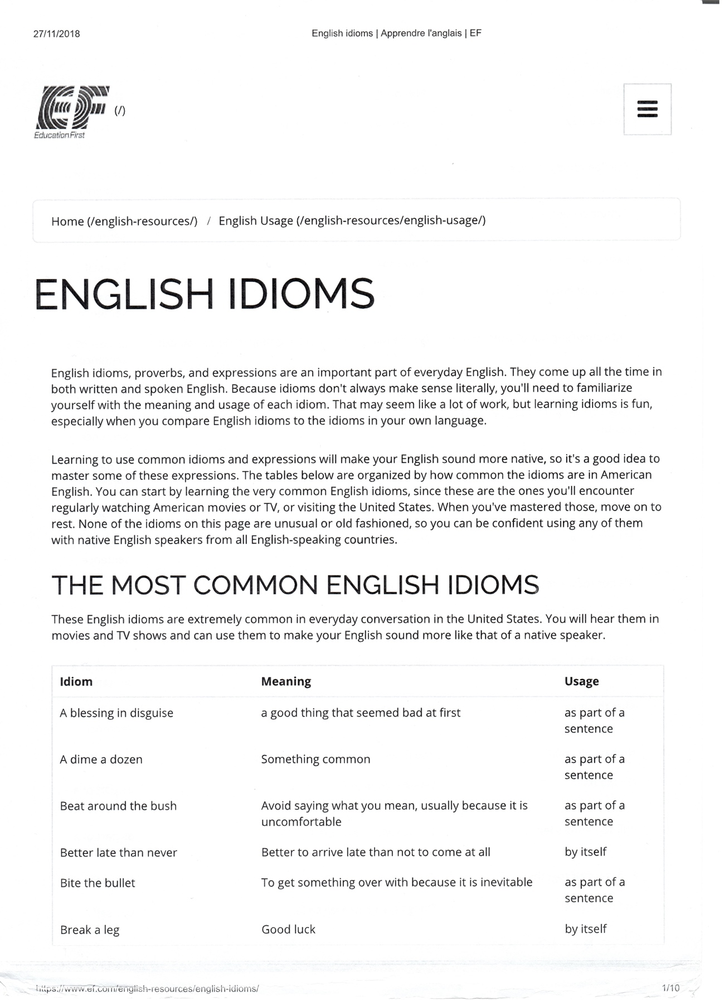 27/11/2018 English idioms | Apprendre l'anglais | EF
EF (/)
Education First
Home (/english-resources/) / English Usage (/english-resources/english-usage/)
ENGLISH IDIOMS
English idioms, proverbs, and expressions are an important part of everyday English. They come up all the time in
both written and spoken English. Because idioms don't always make sense literally, you'll need to familiarize
yourself with the meaning and usage of each idiom. That may seem like a lot of work, but learning idioms is fun,
especially when you compare English idioms to the idioms in your own language.
Learning to use common idioms and expressions will make your English sound more native, so it's a good idea to
master some of these expressions. The tables below are organized by how common the idioms are in American
English. You can start by learning the very common English idioms, since these are the ones you'll encounter
regularly watching American movies or TV, or visiting the United States. When you've mastered those, move on to
rest. None of the idioms on this page are unusual or old fashioned, so you can be confident using any of them
with native English speakers from all English-speaking countries.
THE MOST COMMON ENGLISH IDIOMS
These English idioms are extremely common in everyday conversation in the United States. You will hear them in
movies and TV shows and can use them to make your English sound more like that of a native speaker.
Idiom Meaning Usage
A blessing in disguise a good thing that seemed bad at first as part of a
sentence
A dime a dozen Something common as part of a
sentence
Beat around the bush Avoid saying what you mean, usually because it is as part of a
uncomfortable sentence
Better late than never Better to arrive late than not to come at all by itself
Bite the bullet To get something over with because it is inevitable as part of a
sentence
Break a leg Good luck by itself
https://www.ef.com/english-resources/english-idioms/ 1/10